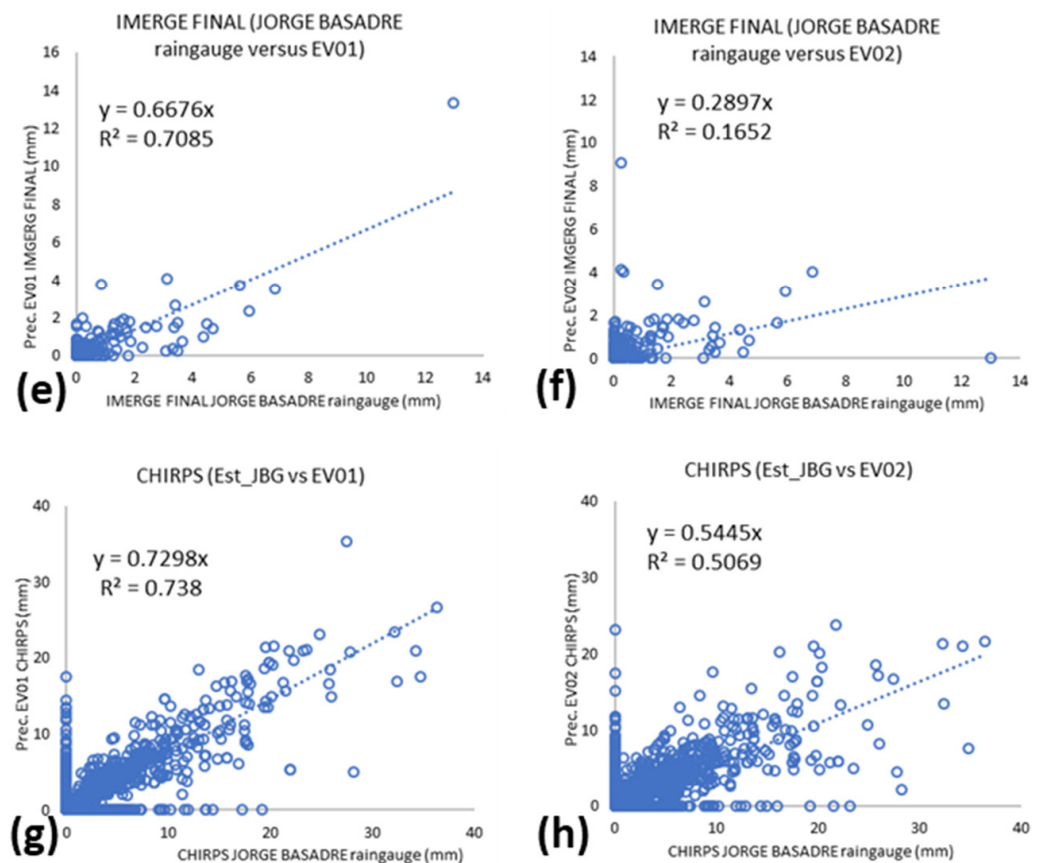 IMERGE FINAL (JORGE BASADRE
raingauge versus EV01)
16
14
12
10
8
6
4
2
0
y = 0.6676x
R² = 0.7085
Prec. EV01 IMGERG FINAL (mm)
0 2 4 6 8 10 12 14
(e)
IMERGE FINAL JORGE BASADRE raingauge (mm)
IMERGE FINAL (JORGE BASADRE
raingauge versus EV02)
14
12
10
8
6
4
2
0
y = 0.2897x
R² = 0.1652
Prec. EV02 IMGERG FINAL (mm)
0 2 4 6 8 10 12 14
(f)
IMERGE FINAL JORGE BASADRE raingauge (mm)
CHIRPS (Est_JBG vs EV01)
40
30
20
10
0
y = 0.7298x
R² = 0.738
Prec. EV01 CHIRPS (mm)
0 10 20 30 40
(g)
CHIRPS JORGE BASADRE raingauge (mm)
CHIRPS (Est_JBG vs EV02)
40
30
20
10
0
y = 0.5445x
R² = 0.5069
Prec. EV02 CHIRPS (mm)
0 10 20 30 40
(h)
CHIRPS JORGE BASADRE raingauge (mm)